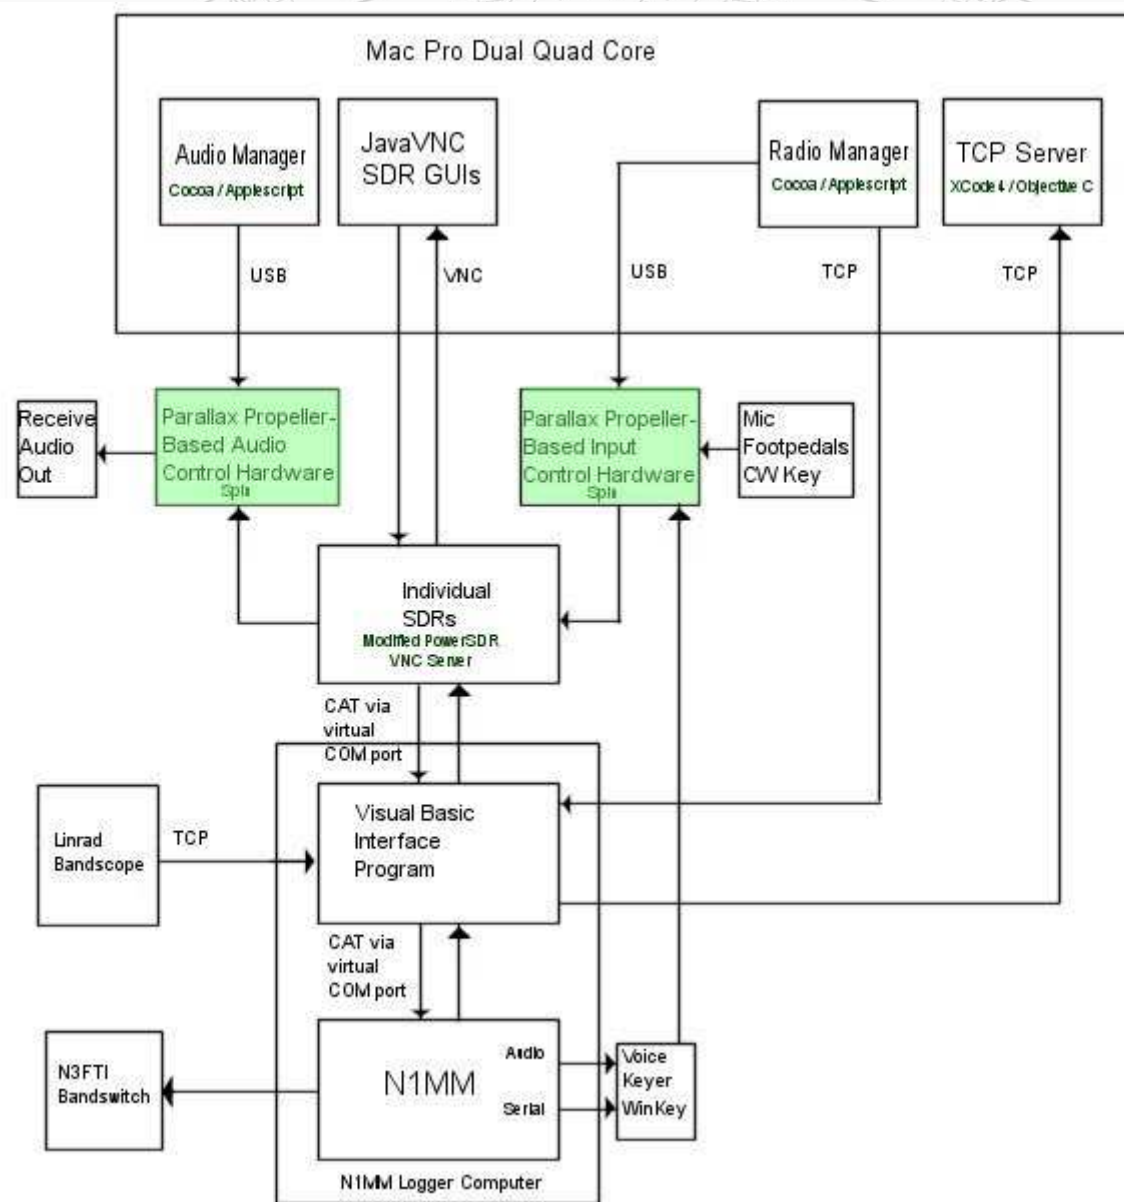 Mac Pro Dual Quad Core
Audio Manager
Cocoa / Applescript
JavaVNC
SDR GUIs
Radio Manager
Cocoa / Applescript
TCP Server
XCode4 / Objective C
USB
VNC
USB
TCP
TCP
Receive
Audio
Out
Parallax Propeller-
Based Audio
Control Hardware
Spin
Parallax Propeller-
Based Input
Control Hardware
Spin
Mic
Footpedals
CW Key
Individual
SDRs
Modified PowerSDR
VNC Server
CAT via
virtual
COM port
Linrad
Bandscope
TCP
Visual Basic
Interface
Program
CAT via
virtual
COM port
N3FTI
Bandswitch
N1MM
Audio
Serial
Voice
Keyer
WinKey
N1MM Logger Computer